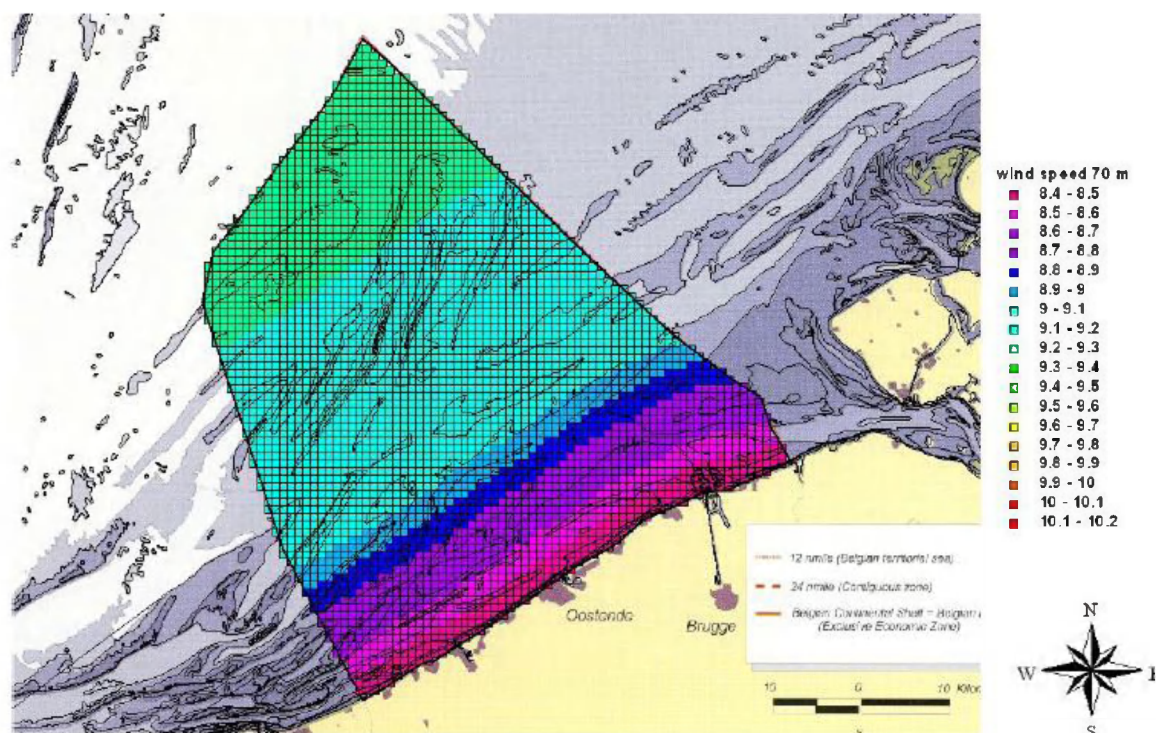 wind speed 70 m
8.4 - 8.5
8.5 - 8.6
8.6 - 8.7
8.7 - 8.8
8.8 - 8.9
8.9 - 9
9 - 9.1
9.1 - 9.2
9.2 - 9.3
9.3 - 9.4
9.4 - 9.5
9.5 - 9.6
9.6 - 9.7
9.7 - 9.8
9.8 - 9.9
9.9 - 10
10 - 10.1
10.1 - 10.2
12 nmile (Belgian territorial sea)
24 nmile (Contiguous zone)
Belgian Continental Shelf = Belgian
(Exclusive Economic Zone)
Oostende
Brugge
10 0 10
N
W E
S